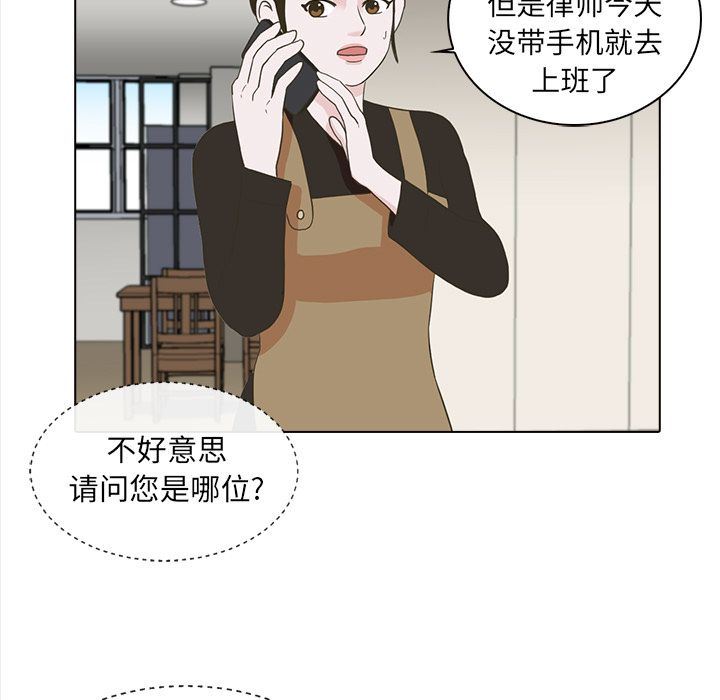 但是律师今天
没带手机就去
上班了
不好意思
请问您是哪位?